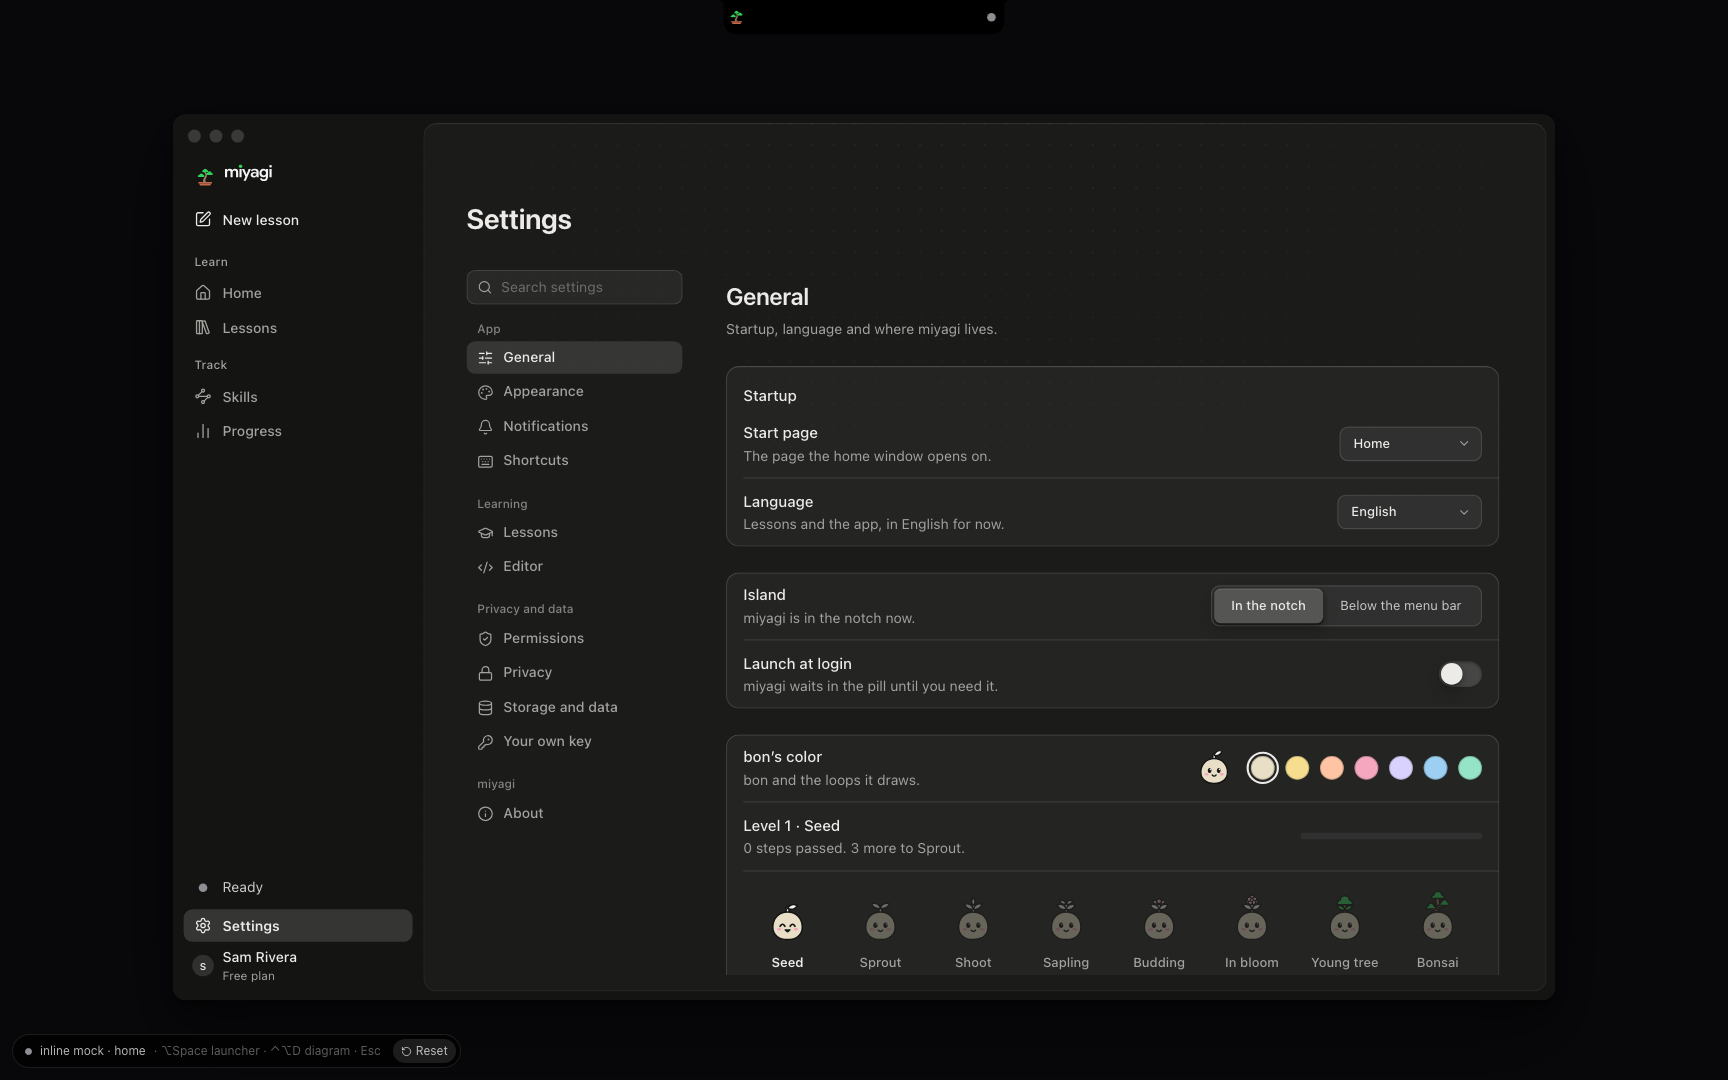 miyagi
New lesson
Learn
Home
Lessons
Track
Skills
Progress
Ready
Settings
S
Sam Rivera
Free plan
Settings
Search settings
App
General
Appearance
Notifications
Shortcuts
Learning
Lessons
Editor
Privacy and data
Permissions
Privacy
Storage and data
Your own key
miyagi
About
General
Startup, language and where miyagi lives.
Startup
Start page
The page the home window opens on.
Home
Language
Lessons and the app, in English for now.
English
Island
miyagi is in the notch now.
In the notch
Below the menu bar
Launch at login
miyagi waits in the pill until you need it.
bon's color
bon and the loops it draws.
Level 1 · Seed
0 steps passed. 3 more to Sprout.
Seed
Sprout
Shoot
Sapling
Budding
In bloom
Young tree
Bonsai
inline mock · home · ⌥Space launcher · ^⌥D diagram · Esc
Reset